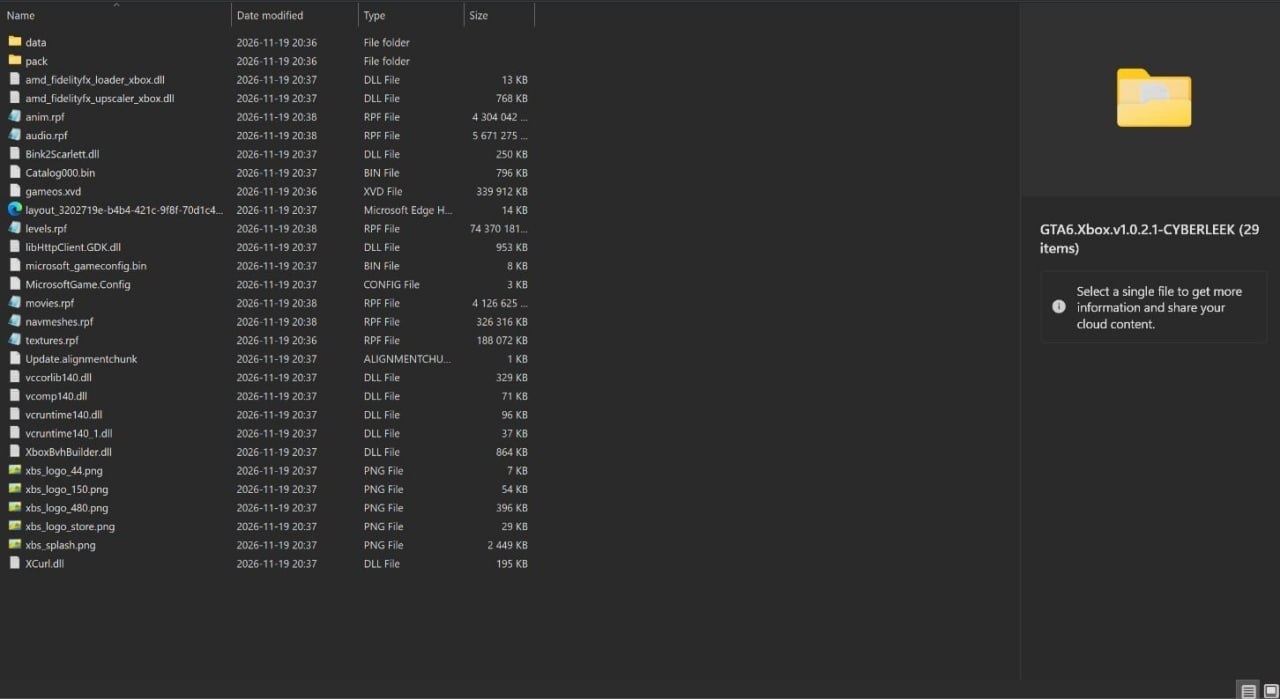 Name Date modified Type Size
data 2026-11-19 20:36 File folder
pack 2026-11-19 20:36 File folder
amd_fidelityfx_loader_xbox.dll 2026-11-19 20:37 DLL File 13 KB
amd_fidelityfx_upscaler_xbox.dll 2026-11-19 20:37 DLL File 768 KB
anim.rpf 2026-11-19 20:38 RPF File 4 304 042 ...
audio.rpf 2026-11-19 20:38 RPF File 5 671 275 ...
Bink2Scarlett.dll 2026-11-19 20:37 DLL File 250 KB
Catalog000.bin 2026-11-19 20:37 BIN File 796 KB
gameos.xvd 2026-11-19 20:36 XVD File 339 912 KB
layout_3202719e-b4b4-421c-9f8f-70d1c4... 2026-11-19 20:37 Microsoft Edge H... 14 KB
levels.rpf 2026-11-19 20:38 RPF File 74 370 181...
libHttpClient.GDK.dll 2026-11-19 20:37 DLL File 953 KB
microsoft_gameconfig.bin 2026-11-19 20:37 BIN File 8 KB
MicrosoftGame.Config 2026-11-19 20:37 CONFIG File 3 KB
movies.rpf 2026-11-19 20:38 RPF File 4 126 625 ...
navmeshes.rpf 2026-11-19 20:38 RPF File 326 316 KB
textures.rpf 2026-11-19 20:36 RPF File 188 072 KB
Update.alignmentchunk 2026-11-19 20:37 ALIGNMENTCHU... 1 KB
vccorlib140.dll 2026-11-19 20:37 DLL File 329 KB
vcomp140.dll 2026-11-19 20:37 DLL File 71 KB
vcruntime140.dll 2026-11-19 20:37 DLL File 96 KB
vcruntime140_1.dll 2026-11-19 20:37 DLL File 37 KB
XboxBvhBuilder.dll 2026-11-19 20:37 DLL File 864 KB
xbs_logo_44.png 2026-11-19 20:37 PNG File 7 KB
xbs_logo_150.png 2026-11-19 20:37 PNG File 54 KB
xbs_logo_480.png 2026-11-19 20:37 PNG File 396 KB
xbs_logo_store.png 2026-11-19 20:37 PNG File 29 KB
xbs_splash.png 2026-11-19 20:37 PNG File 2 449 KB
XCurl.dll 2026-11-19 20:37 DLL File 195 KB
GTA6.Xbox.v1.0.2.1-CYBERLEEK (29
items)
Select a single file to get more
information and share your
cloud content.